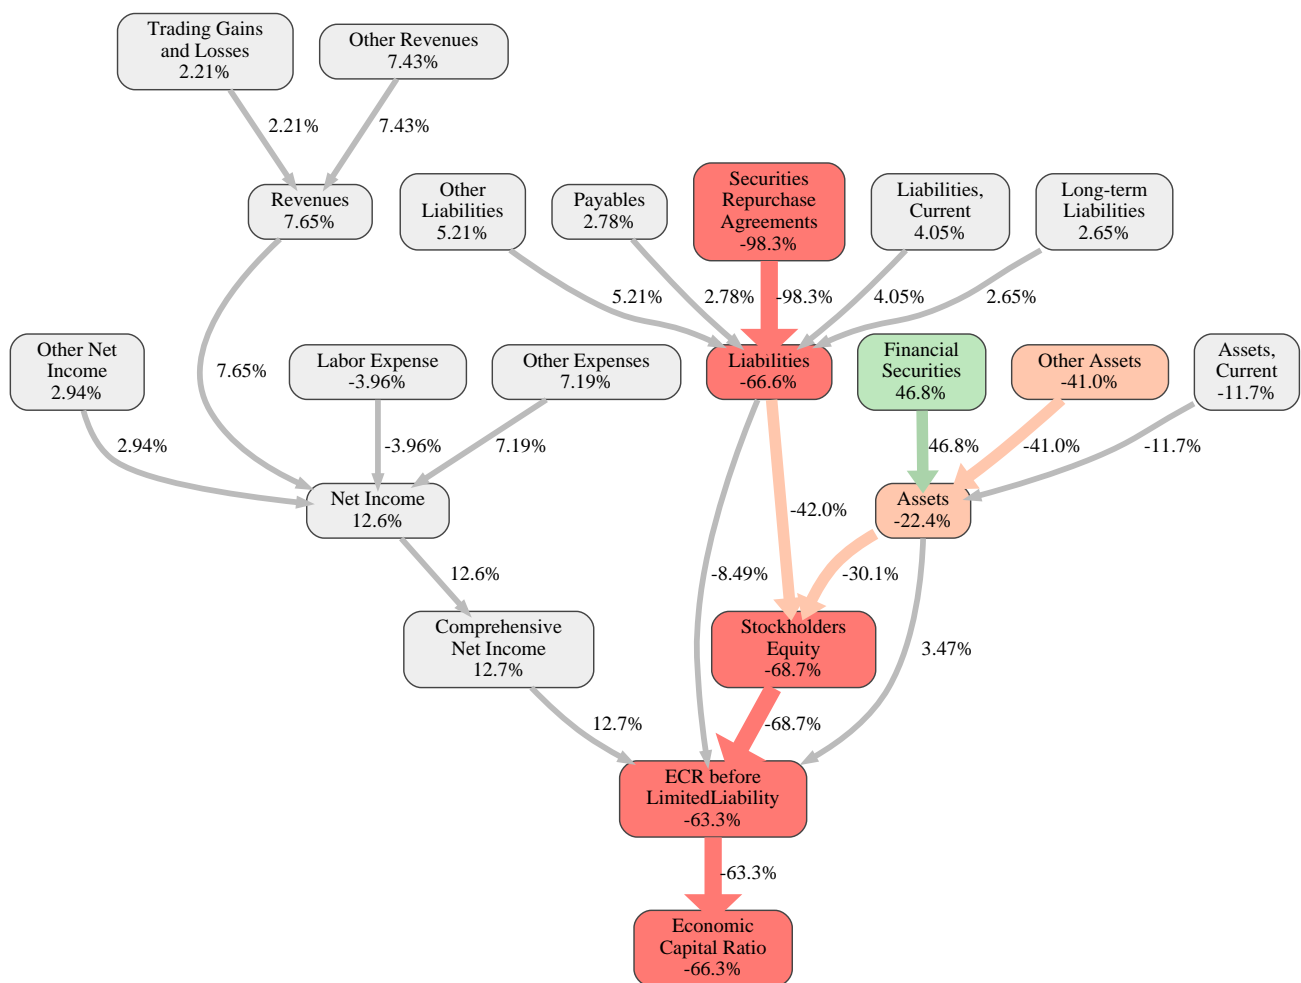 Trading Gains
and Losses
2.21%
Other Revenues
7.43%
2.21%
7.43%
Revenues
7.65%
Other
Liabilities
5.21%
Payables
2.78%
Securities
Repurchase
Agreements
-98.3%
Liabilities,
Current
4.05%
Long-term
Liabilities
2.65%
5.21%
2.78%
-98.3%
4.05%
2.65%
Other Net
Income
2.94%
7.65%
Labor Expense
-3.96%
Other Expenses
7.19%
Liabilities
-66.6%
Financial
Securities
46.8%
Other Assets
-41.0%
Assets,
Current
-11.7%
2.94%
-3.96%
7.19%
46.8%
-41.0%
-11.7%
Net Income
12.6%
-42.0%
Assets
-22.4%
12.6%
-8.49%
-30.1%
Comprehensive
Net Income
12.7%
Stockholders
Equity
-68.7%
3.47%
12.7%
-68.7%
ECR before
LimitedLiability
-63.3%
-63.3%
Economic
Capital Ratio
-66.3%